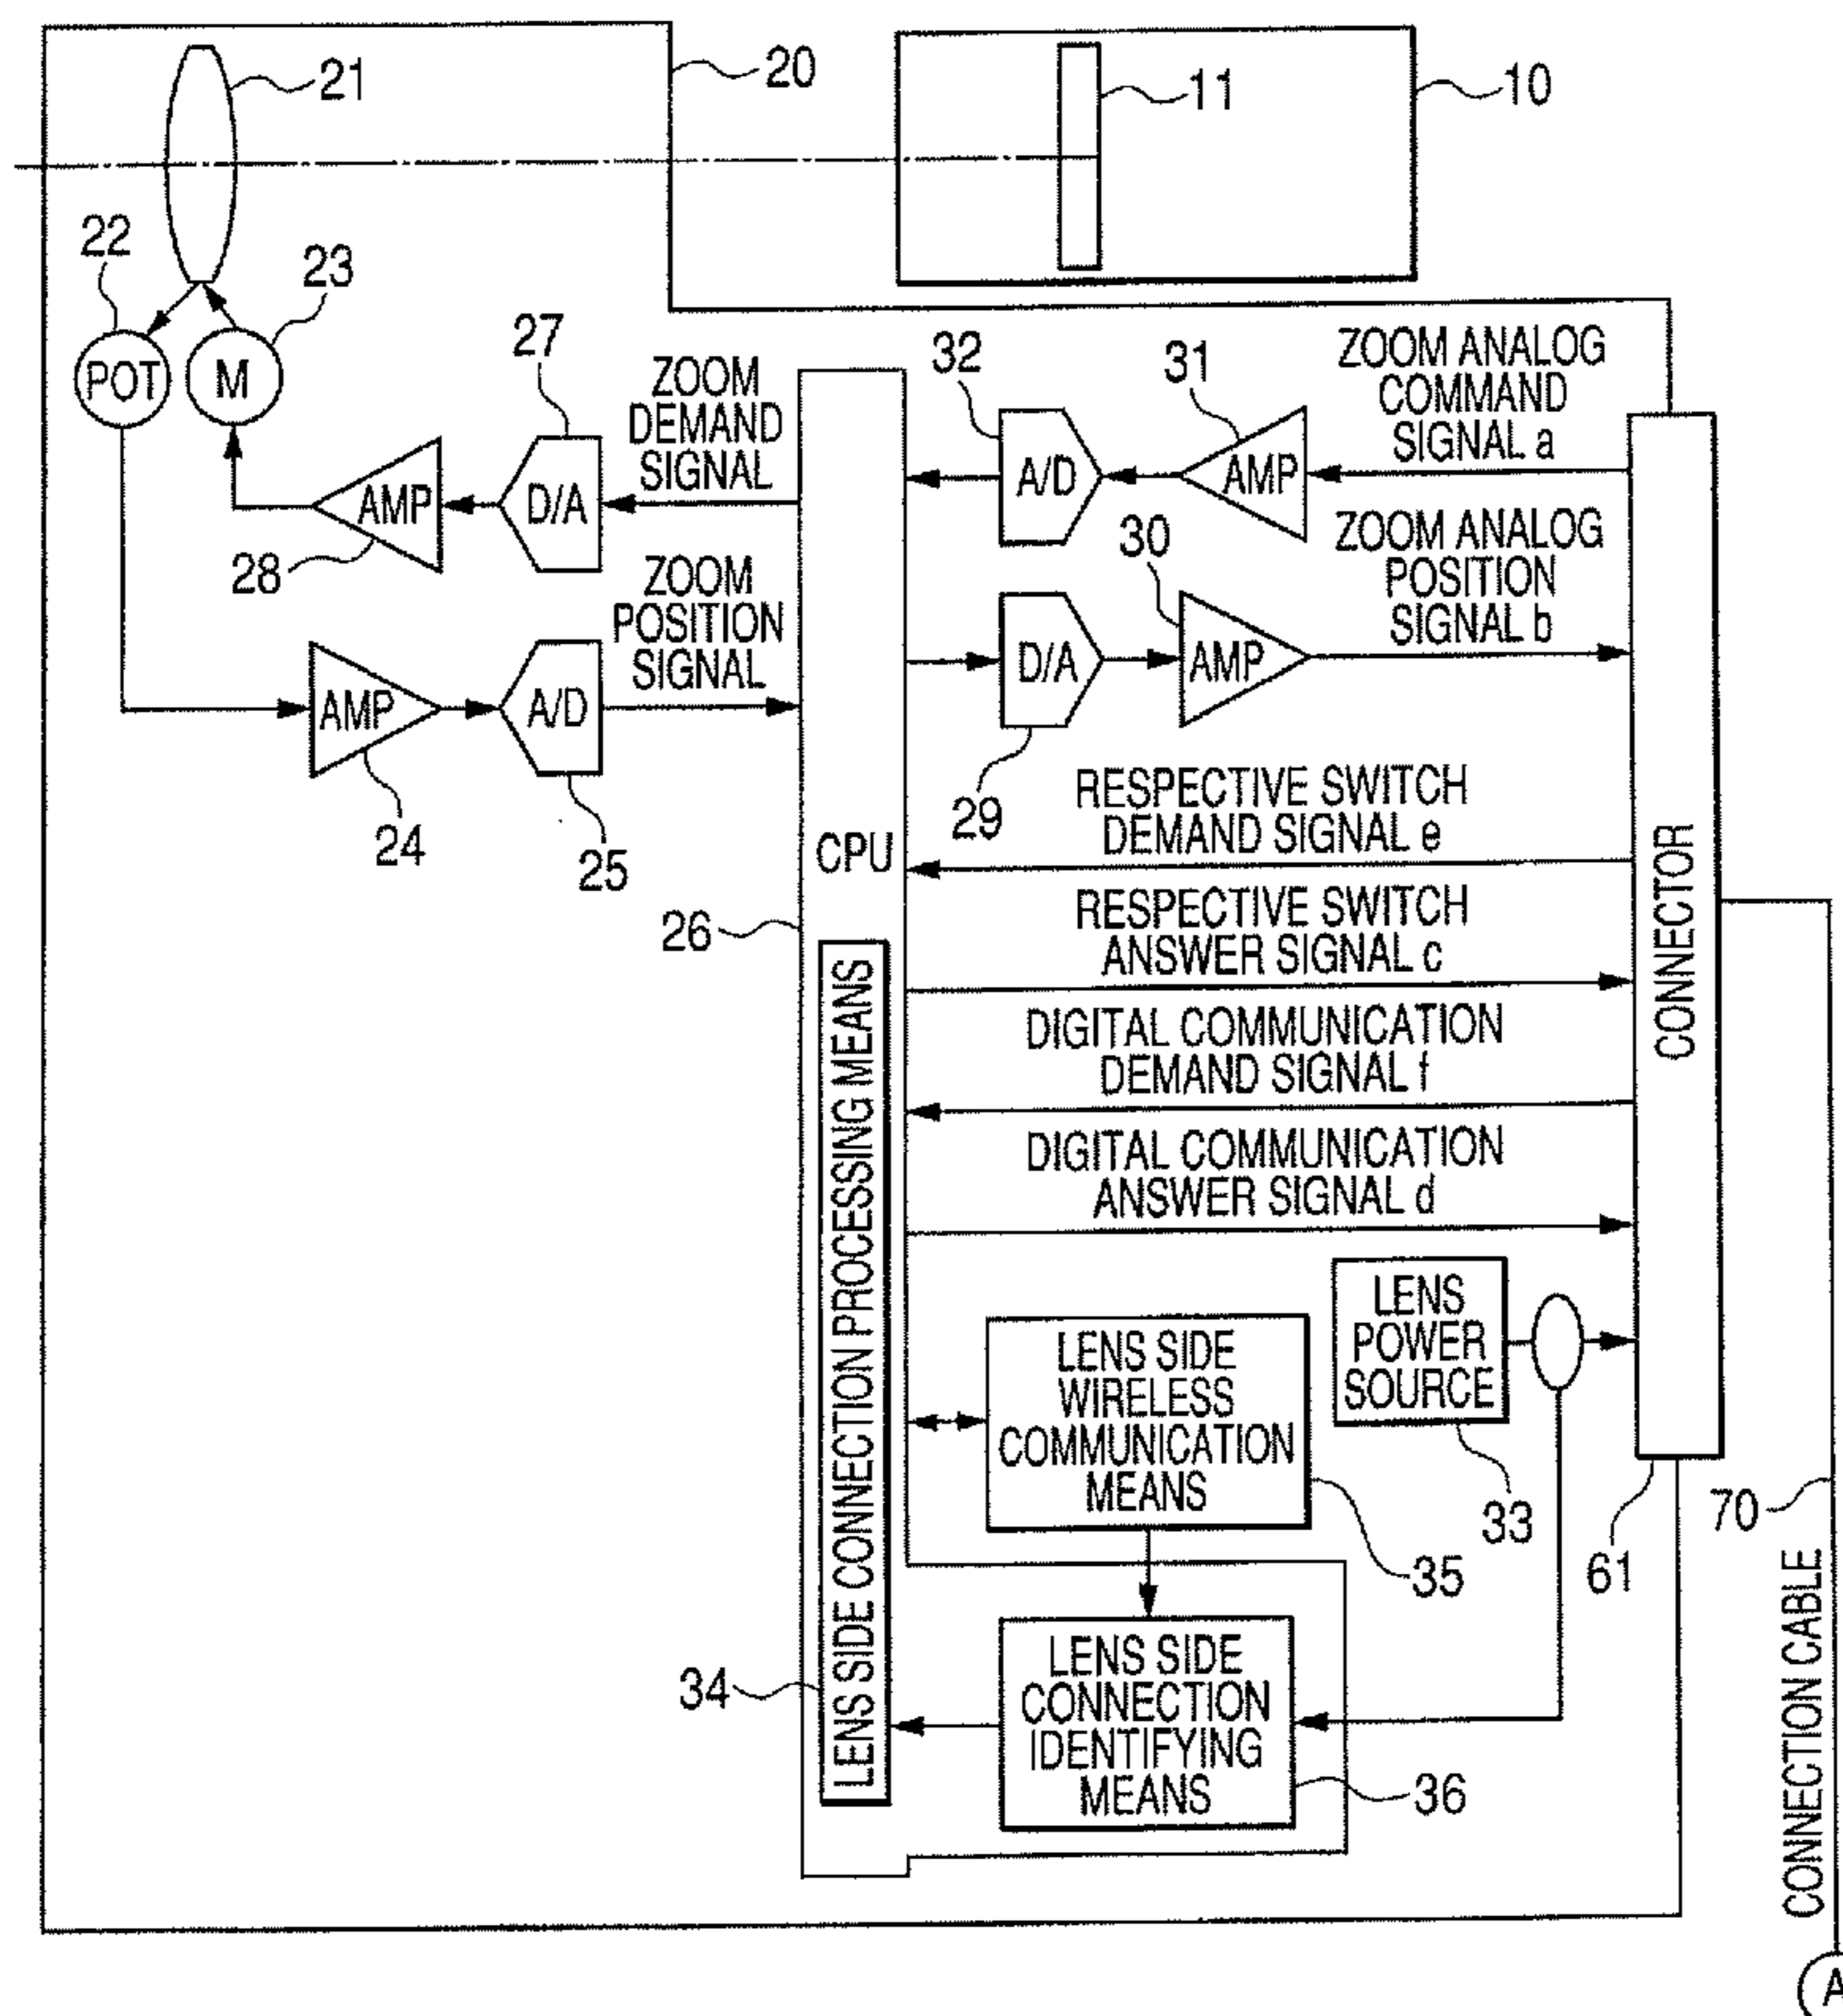 20
21
11
10
22
23
POT
M
27
ZOOM
DEMAND
SIGNAL
32
31
ZOOM ANALOG
COMMAND
SIGNAL a
AMP
D/A
28
A/D
AMP
30
ZOOM ANALOG
POSITION
SIGNAL b
ZOOM
POSITION
SIGNAL
AMP
A/D
24
25
D/A
AMP
29
CPU
26
RESPECTIVE SWITCH
DEMAND SIGNAL e
RESPECTIVE SWITCH
ANSWER SIGNAL c
DIGITAL COMMUNICATION
DEMAND SIGNAL f
DIGITAL COMMUNICATION
ANSWER SIGNAL d
CONNECTOR
LENS SIDE CONNECTION PROCESSING MEANS
34
LENS SIDE
WIRELESS
COMMUNICATION
MEANS
35
LENS
POWER
SOURCE
33
61
70
LENS SIDE
CONNECTION
IDENTIFYING
MEANS
36
CONNECTION CABLE
A